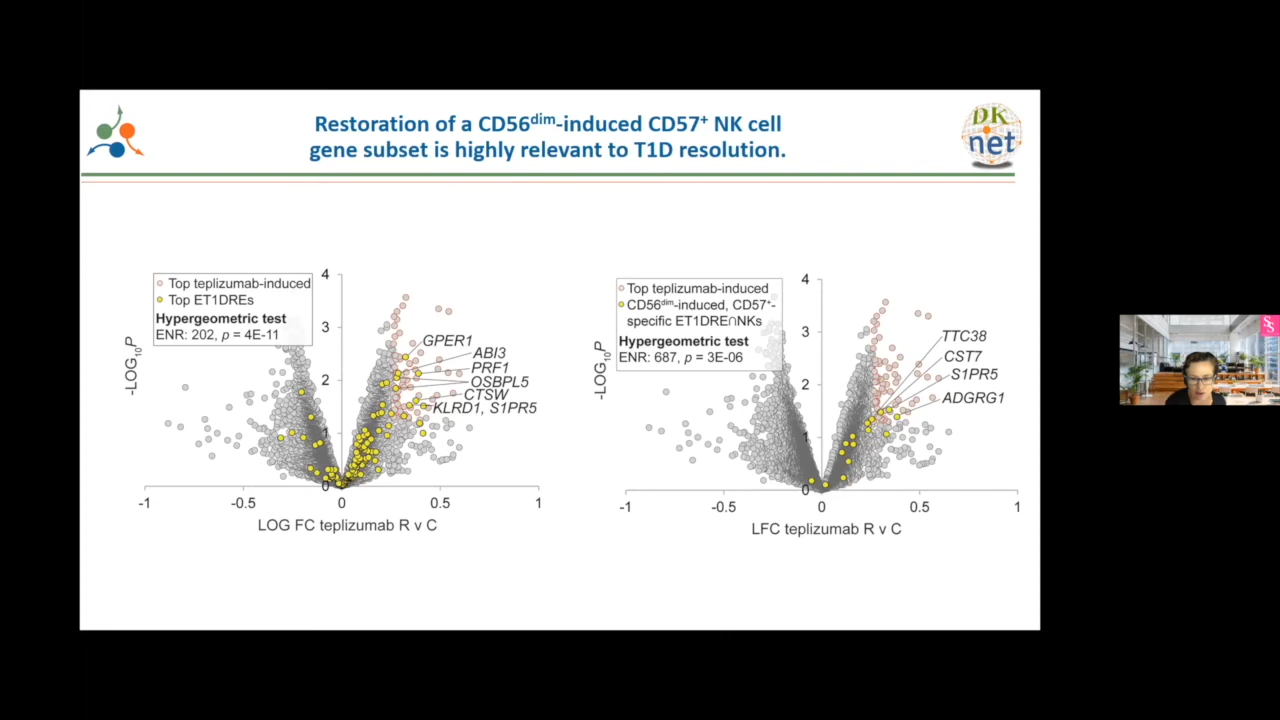 Restoration of a CD56dim-induced CD57+ NK cell
gene subset is highly relevant to T1D resolution.
DK
net
Top teplizumab-induced
Top ET1DREs
Hypergeometric test
ENR: 202, p = 4E-11
4
3
2
1
0
-LOG10P
GPER1
ABI3
PRF1
OSBPL5
CTSW
KLRD1, S1PR5
-1
-0.5
0
0.5
1
LOG FC teplizumab R v C
Top teplizumab-induced
CD56dim-induced, CD57+-
specific ET1DRE∩NKs
Hypergeometric test
ENR: 687, p = 3E-06
4
3
2
1
0
-LOG10P
TTC38
CST7
S1PR5
ADGRG1
-1
-0.5
0
0.5
1
LFC teplizumab R v C